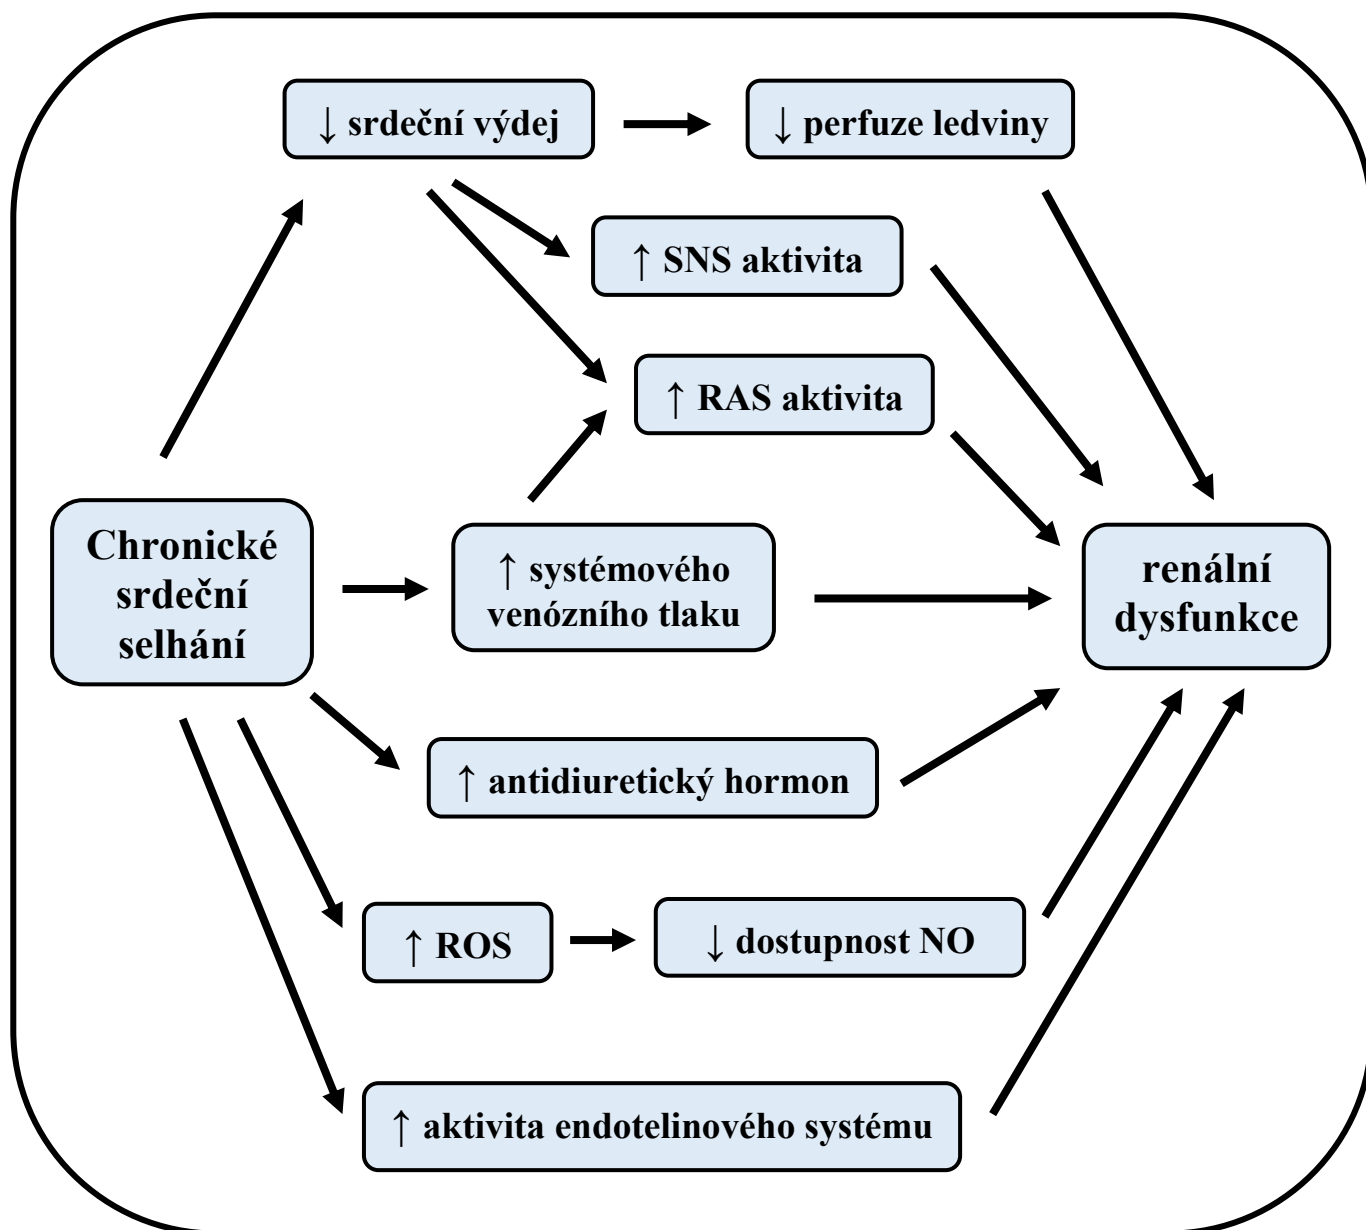 ↓ srdeční výdej
↓ perfuze ledviny
↑ SNS aktivita
↑ RAS aktivita
Chronické
srdeční
selhání
↑ systémového
venózního tlaku
renální
dysfunkce
↑ antidiuretický hormon
↑ ROS
↓ dostupnost NO
↑ aktivita endotelinového systému